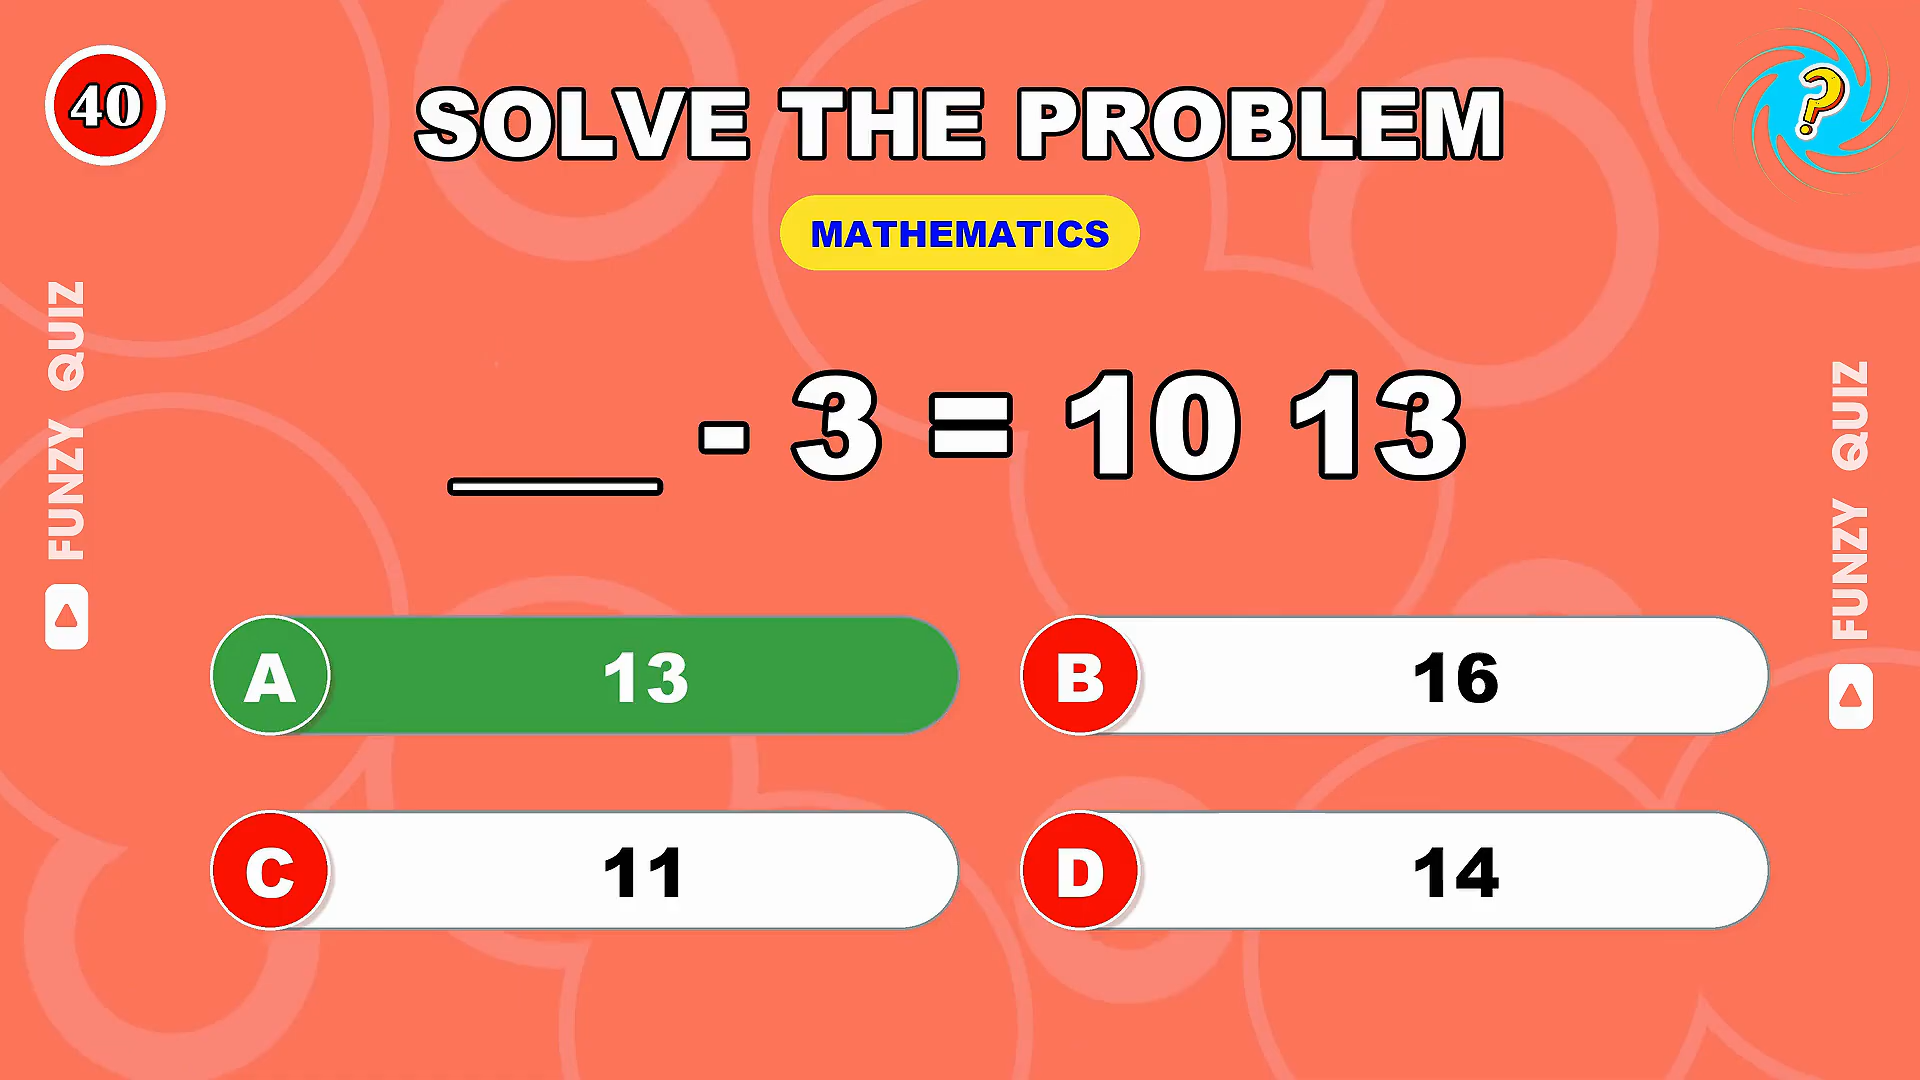 40
SOLVE THE PROBLEM
MATHEMATICS
___ - 3 = 10 13
A 13
B 16
C 11
D 14
FUNZY QUIZ
FUNZY QUIZ